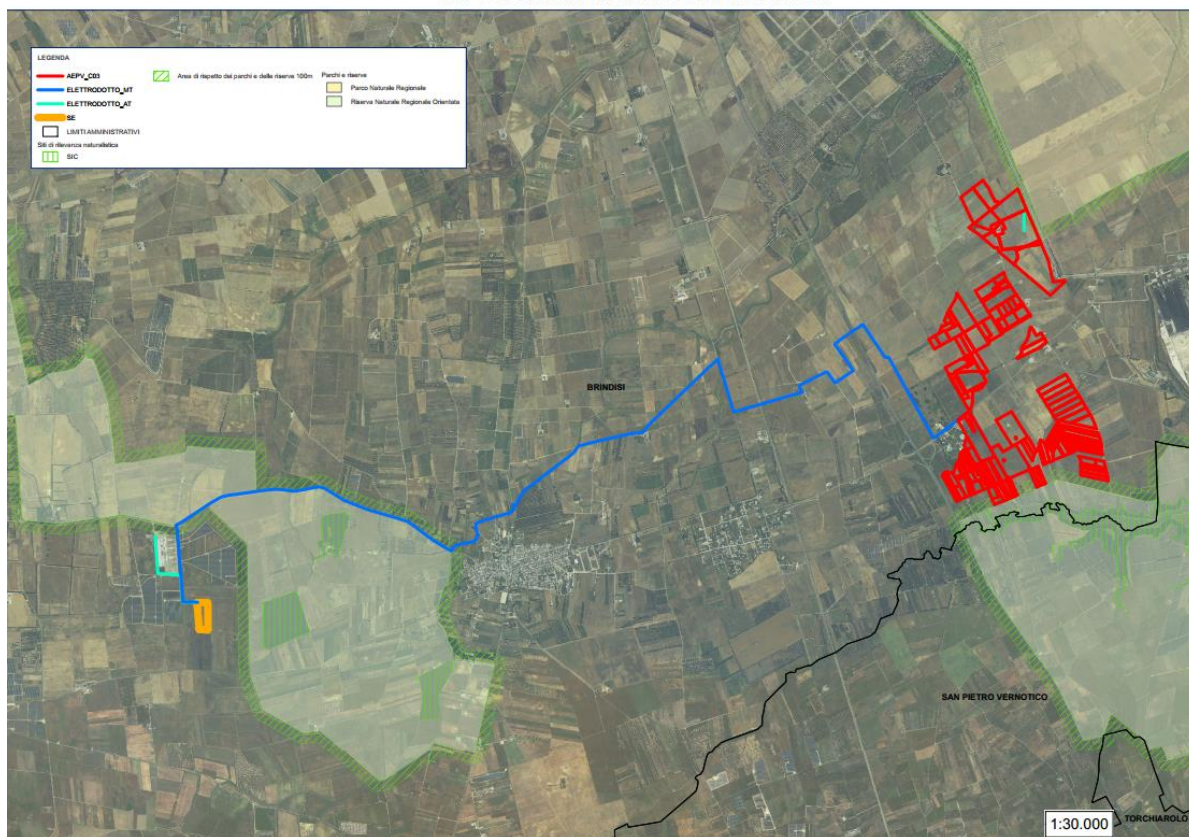 LEGENDA
AEPV_C03
ELETTRODOTTO_MT
ELETTRODOTTO_AT
SE
LIMITI AMMINISTRATIVI
Siti di rilevanza naturalistica
SIC
Area di rispetto dei parchi e delle riserve 100m
Parchi e riserve
Parco Naturale Regionale
Riserva Naturale Regionale Orientata
BRINDISI
SAN PIETRO VERNOTICO
1:30.000
TORCHIAROLO